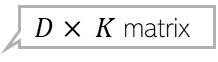 D × K matrix